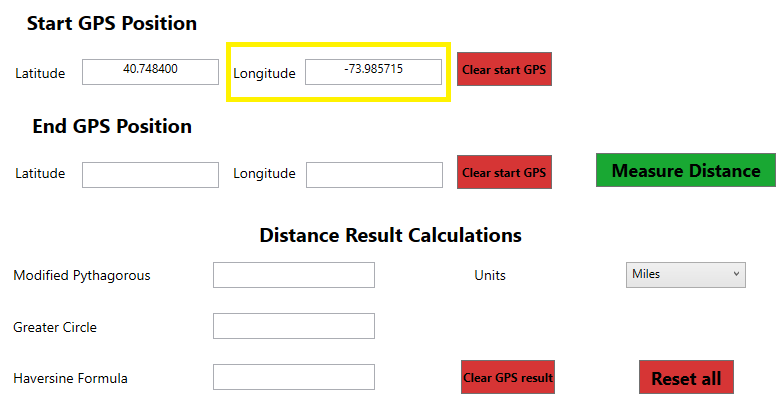 Start GPS Position
Latitude 40.748400 Longitude -73.985715 Clear start GPS
End GPS Position
Latitude Longitude Clear start GPS Measure Distance
Distance Result Calculations
Modified Pythagorous Units Miles
Greater Circle
Haversine Formula Clear GPS result Reset all